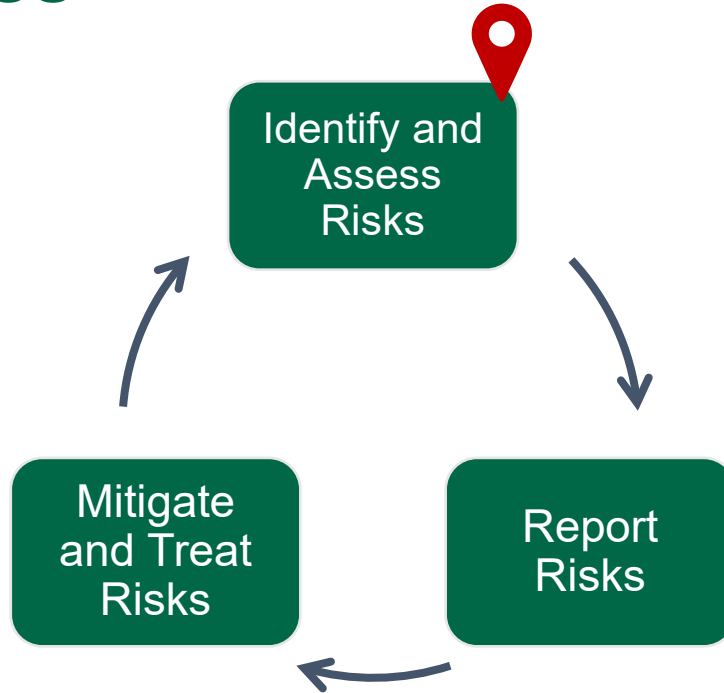 Identify and
Assess
Risks
Mitigate
and Treat
Risks
Report
Risks